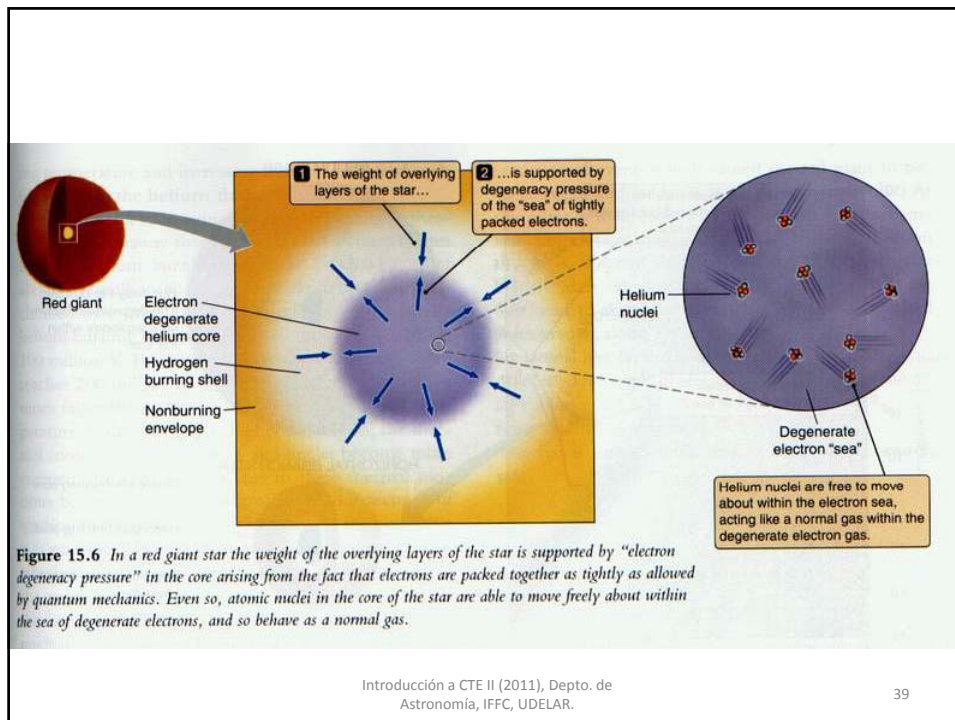 1 The weight of overlying
layers of the star…
2 …is supported by
degeneracy pressure
of the “sea” of tightly
packed electrons.
Red giant
Electron
degenerate
helium core
Hydrogen
burning shell
Nonburning
envelope
Helium
nuclei
Degenerate
electron “sea”
Helium nuclei are free to move
about within the electron sea,
acting like a normal gas within the
degenerate electron gas.
Figure 15.6 In a red giant star the weight of the overlying layers of the star is supported by “electron
degeneracy pressure” in the core arising from the fact that electrons are packed together as tightly as allowed
by quantum mechanics. Even so, atomic nuclei in the core of the star are able to move freely about within
the sea of degenerate electrons, and so behave as a normal gas.
Introducción a CTE II (2011), Depto. de
Astronomía, IFFC, UDELAR.
39